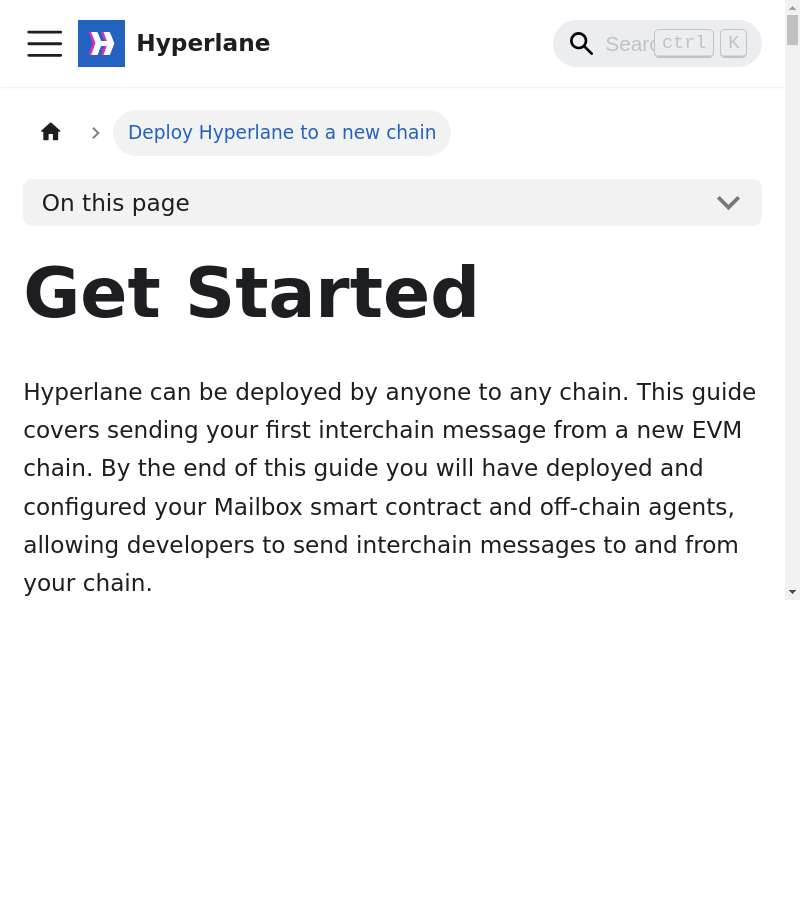 Hyperlane
Search
ctrl K
Deploy Hyperlane to a new chain
On this page
Get Started
Hyperlane can be deployed by anyone to any chain. This guide
covers sending your first interchain message from a new EVM
chain. By the end of this guide you will have deployed and
configured your Mailbox smart contract and off-chain agents,
allowing developers to send interchain messages to and from
your chain.